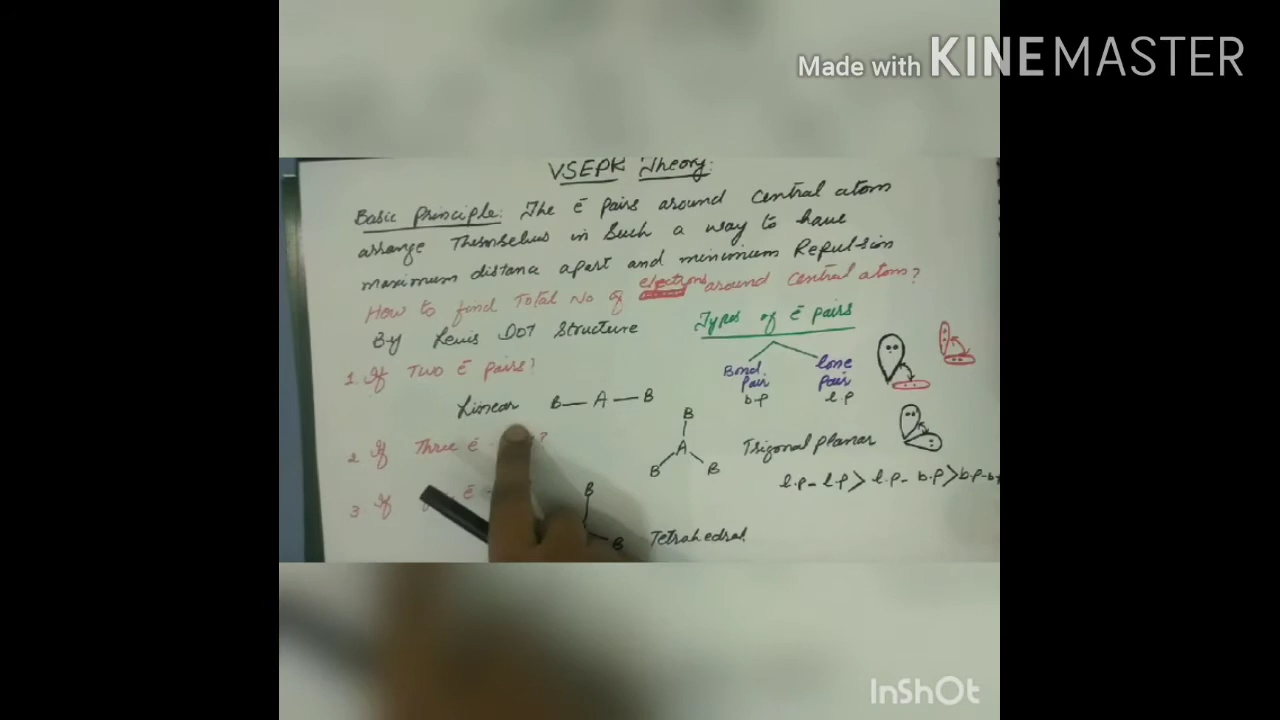 Made with KINEMASTER
VSEPR Theory:
Basic Principle: The ē pairs around central atom
arrange Themselves in Such a way to have
maximum distance apart and minimium Repulsion
How to find Total No of electrons around central atom?
By Lewis DOT Structure
Types of ē pairs
Bond pair b.p
lone pair l.p
1. If Two ē pairs?
Linear B—A—B
2. If Three ē ?
B
A
B B
Trigonal planar
l.p-l.p > l.p-b.p > b.p-b
3. If ē
B
B
Tetrahedral
InShOt